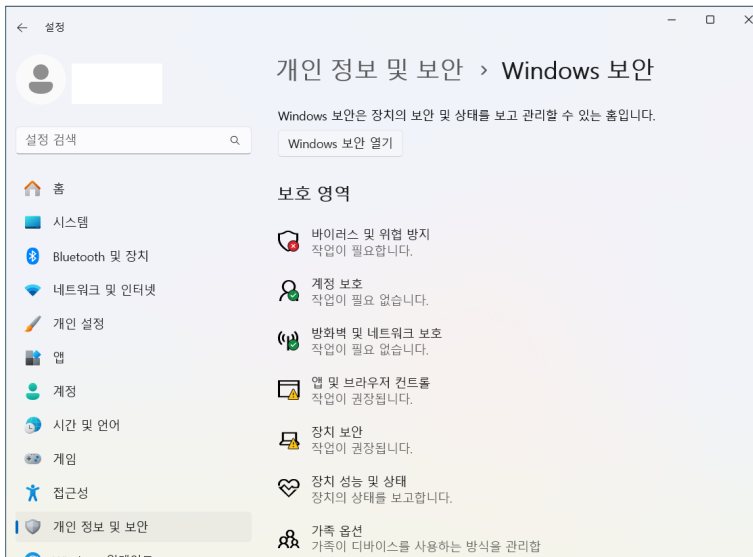 설정
개인 정보 및 보안 › Windows 보안
Windows 보안은 장치의 보안 및 상태를 보고 관리할 수 있는 홈입니다.
Windows 보안 열기
설정 검색
홈
시스템
Bluetooth 및 장치
네트워크 및 인터넷
개인 설정
앱
계정
시간 및 언어
게임
접근성
개인 정보 및 보안
보호 영역
바이러스 및 위협 방지
작업이 필요합니다.
계정 보호
작업이 필요 없습니다.
방화벽 및 네트워크 보호
작업이 필요 없습니다.
앱 및 브라우저 컨트롤
작업이 권장됩니다.
장치 보안
작업이 권장됩니다.
장치 성능 및 상태
장치의 상태를 보고합니다.
가족 옵션
가족이 디바이스를 사용하는 방식을 관리합